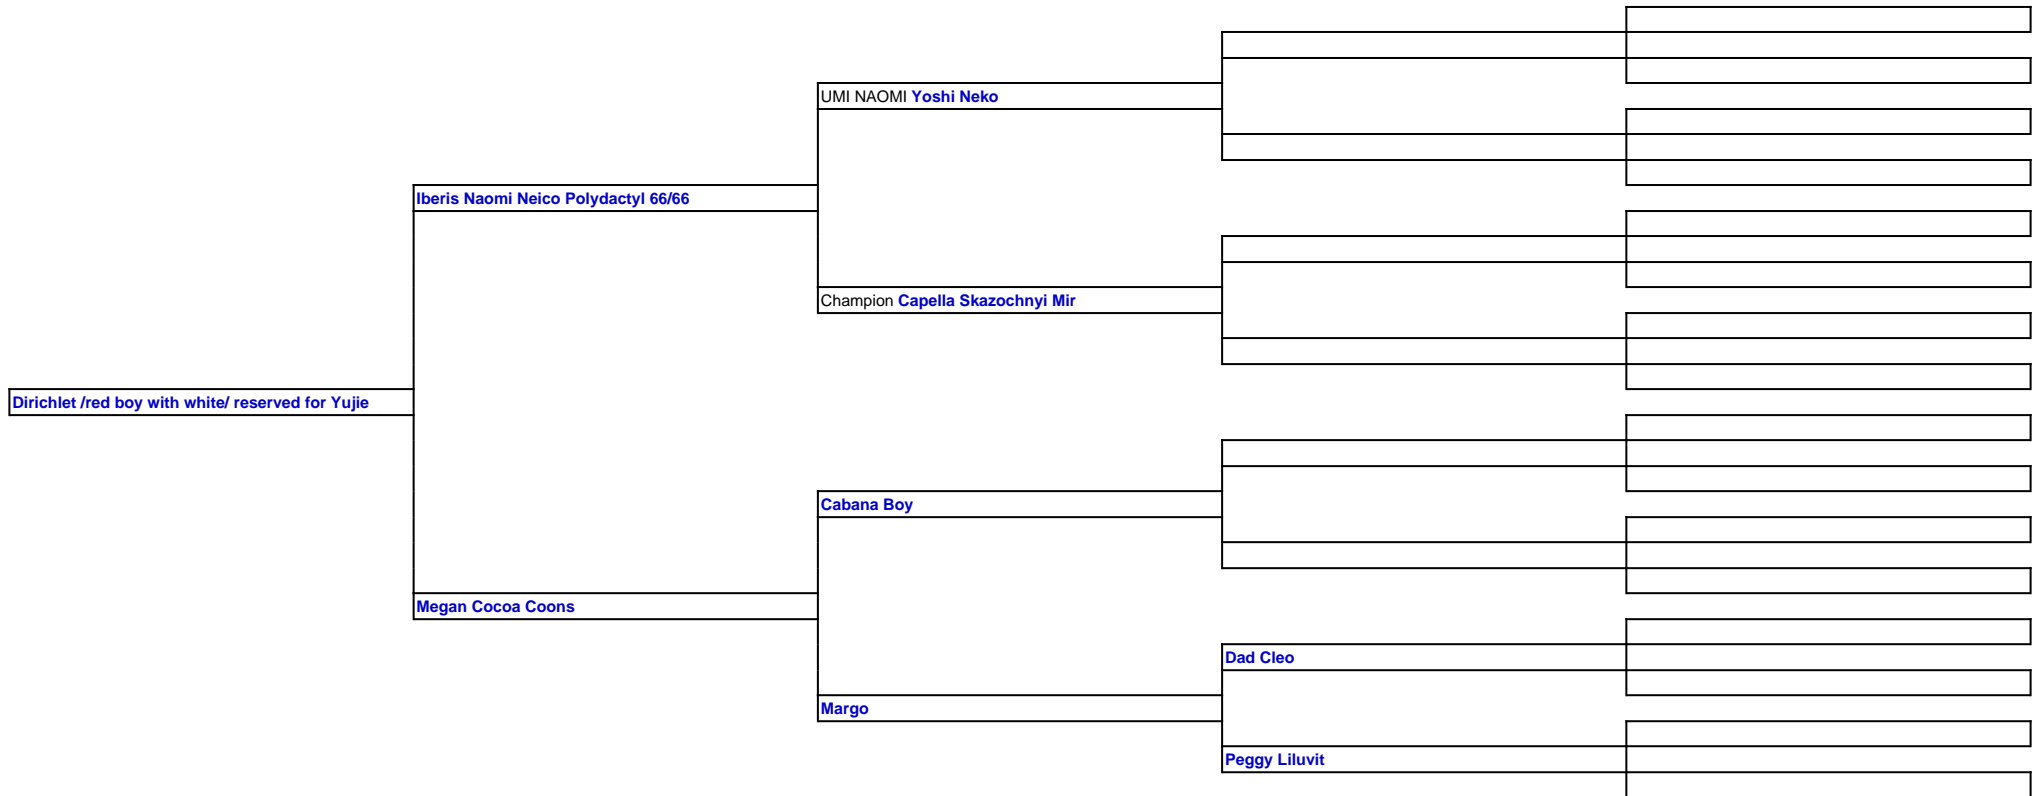 UMI NAOMI Yoshi Neko
Iberis Naomi Neico Polydactyl 66/66
Champion Capella Skazochnyi Mir
Dirichlet /red boy with white/ reserved for Yujie
Cabana Boy
Megan Cocoa Coons
Dad Cleo
Margo
Peggy Liluvit